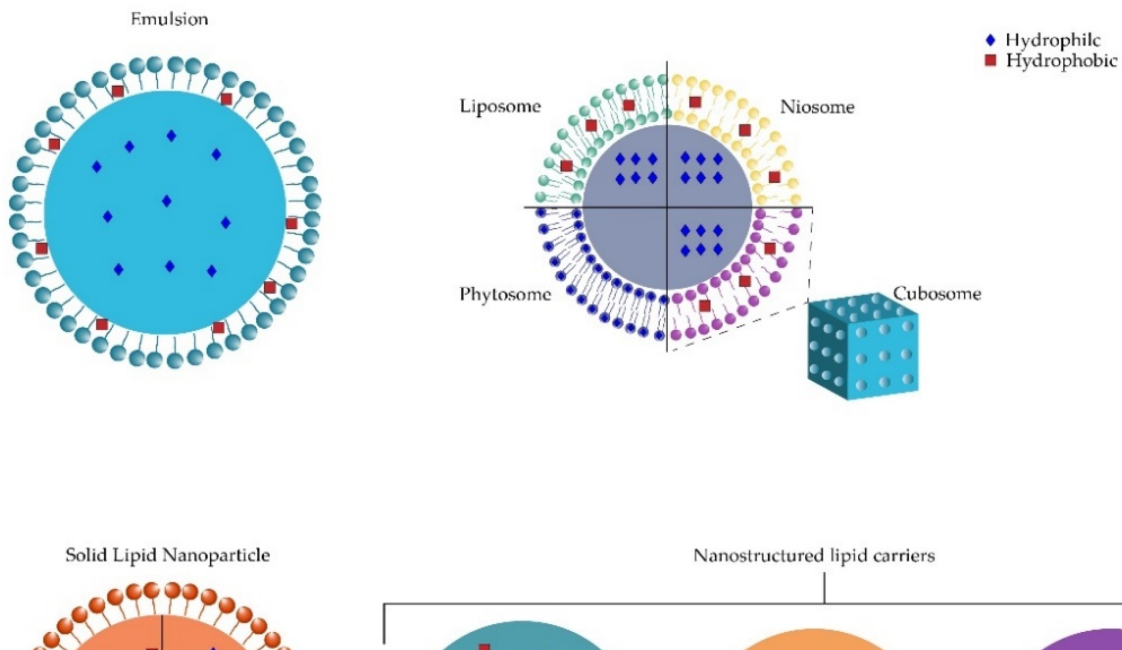 Emulsion
Hydrophilc
Hydrophobic
Liposome
Niosome
Phytosome
Cubosome
Solid Lipid Nanoparticle
Nanostructured lipid carriers